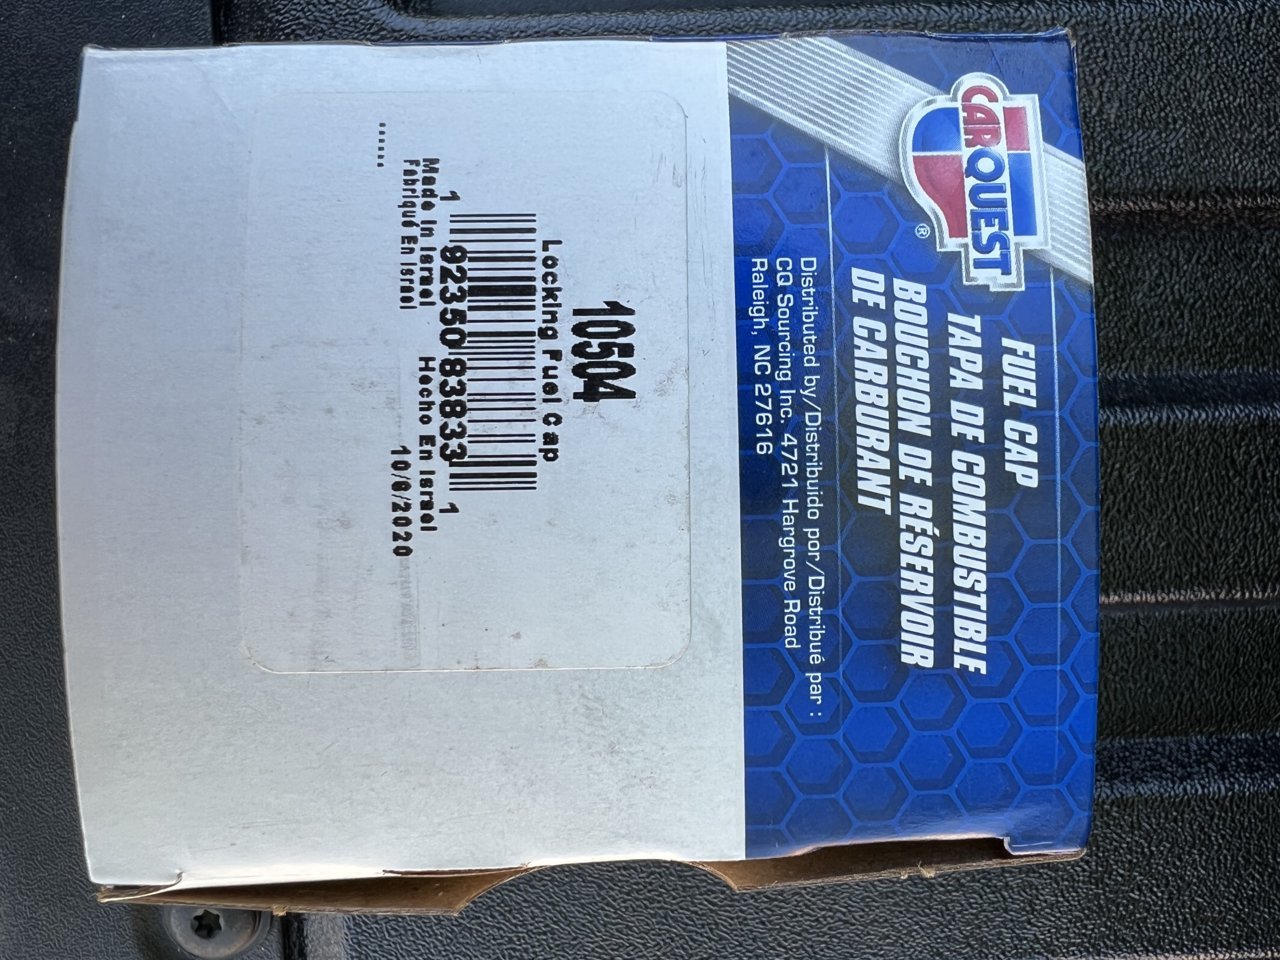 CARQUEST®
FUEL CAP
TAPA DE COMBUSTIBLE
BOUCHON DE RÉSERVOIR
DE CARBURANT
Distributed by/Distribuido por/Distribué par :
CQ Sourcing Inc. 4721 Hargrove Road
Raleigh, NC 27616
10504
Locking Fuel Cap
1 92350 83833 1
Made In Israel Hecho En Israel
Fabriqué En Israel
10/6/2020